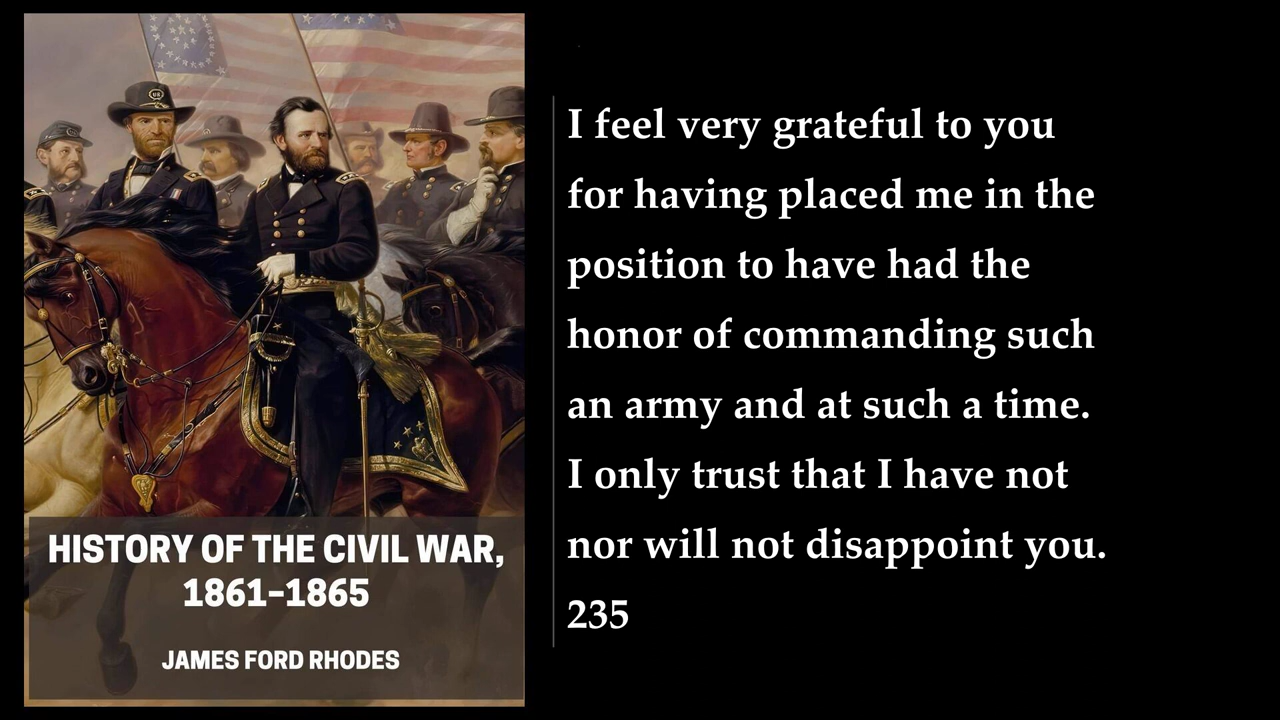 HISTORY OF THE CIVIL WAR,
1861–1865
JAMES FORD RHODES
I feel very grateful to you
for having placed me in the
position to have had the
honor of commanding such
an army and at such a time.
I only trust that I have not
nor will not disappoint you.
235